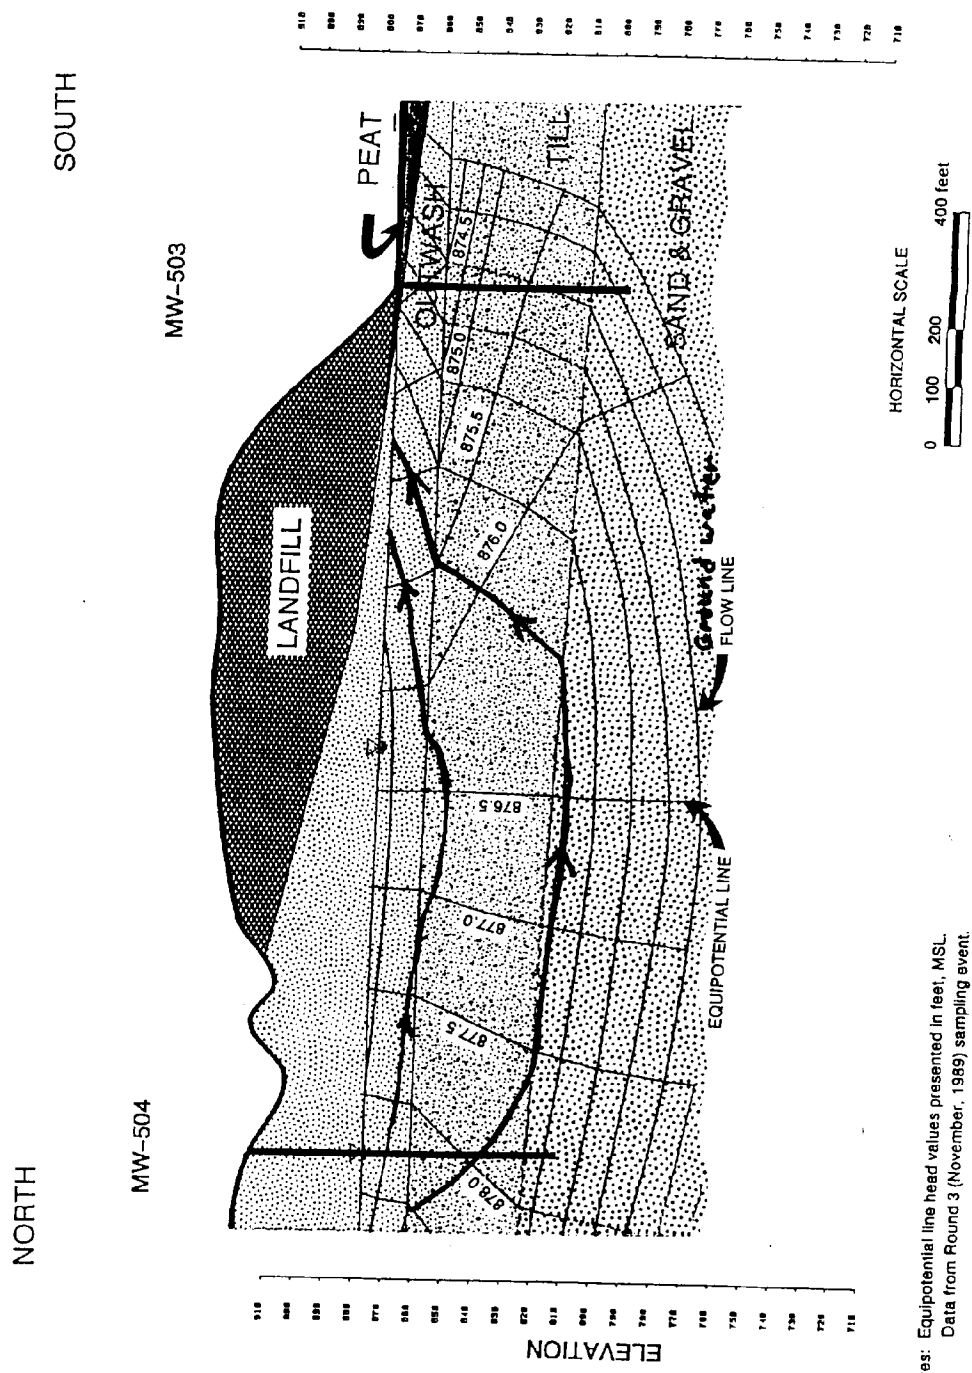 NORTH
SOUTH
MW-504
MW-503
PEAT
LANDFILL
OUTWASH
TILL
SAND & GRAVEL
878.0
877.5
877.0
876.5
876.0
875.5
875.0
874.5
Ground water
FLOW LINE
EQUIPOTENTIAL LINE
ELEVATION
HORIZONTAL SCALE
0 100 200 400 feet
es: Equipotential line head values presented in feet, MSL.
Data from Round 3 (November, 1989) sampling event.